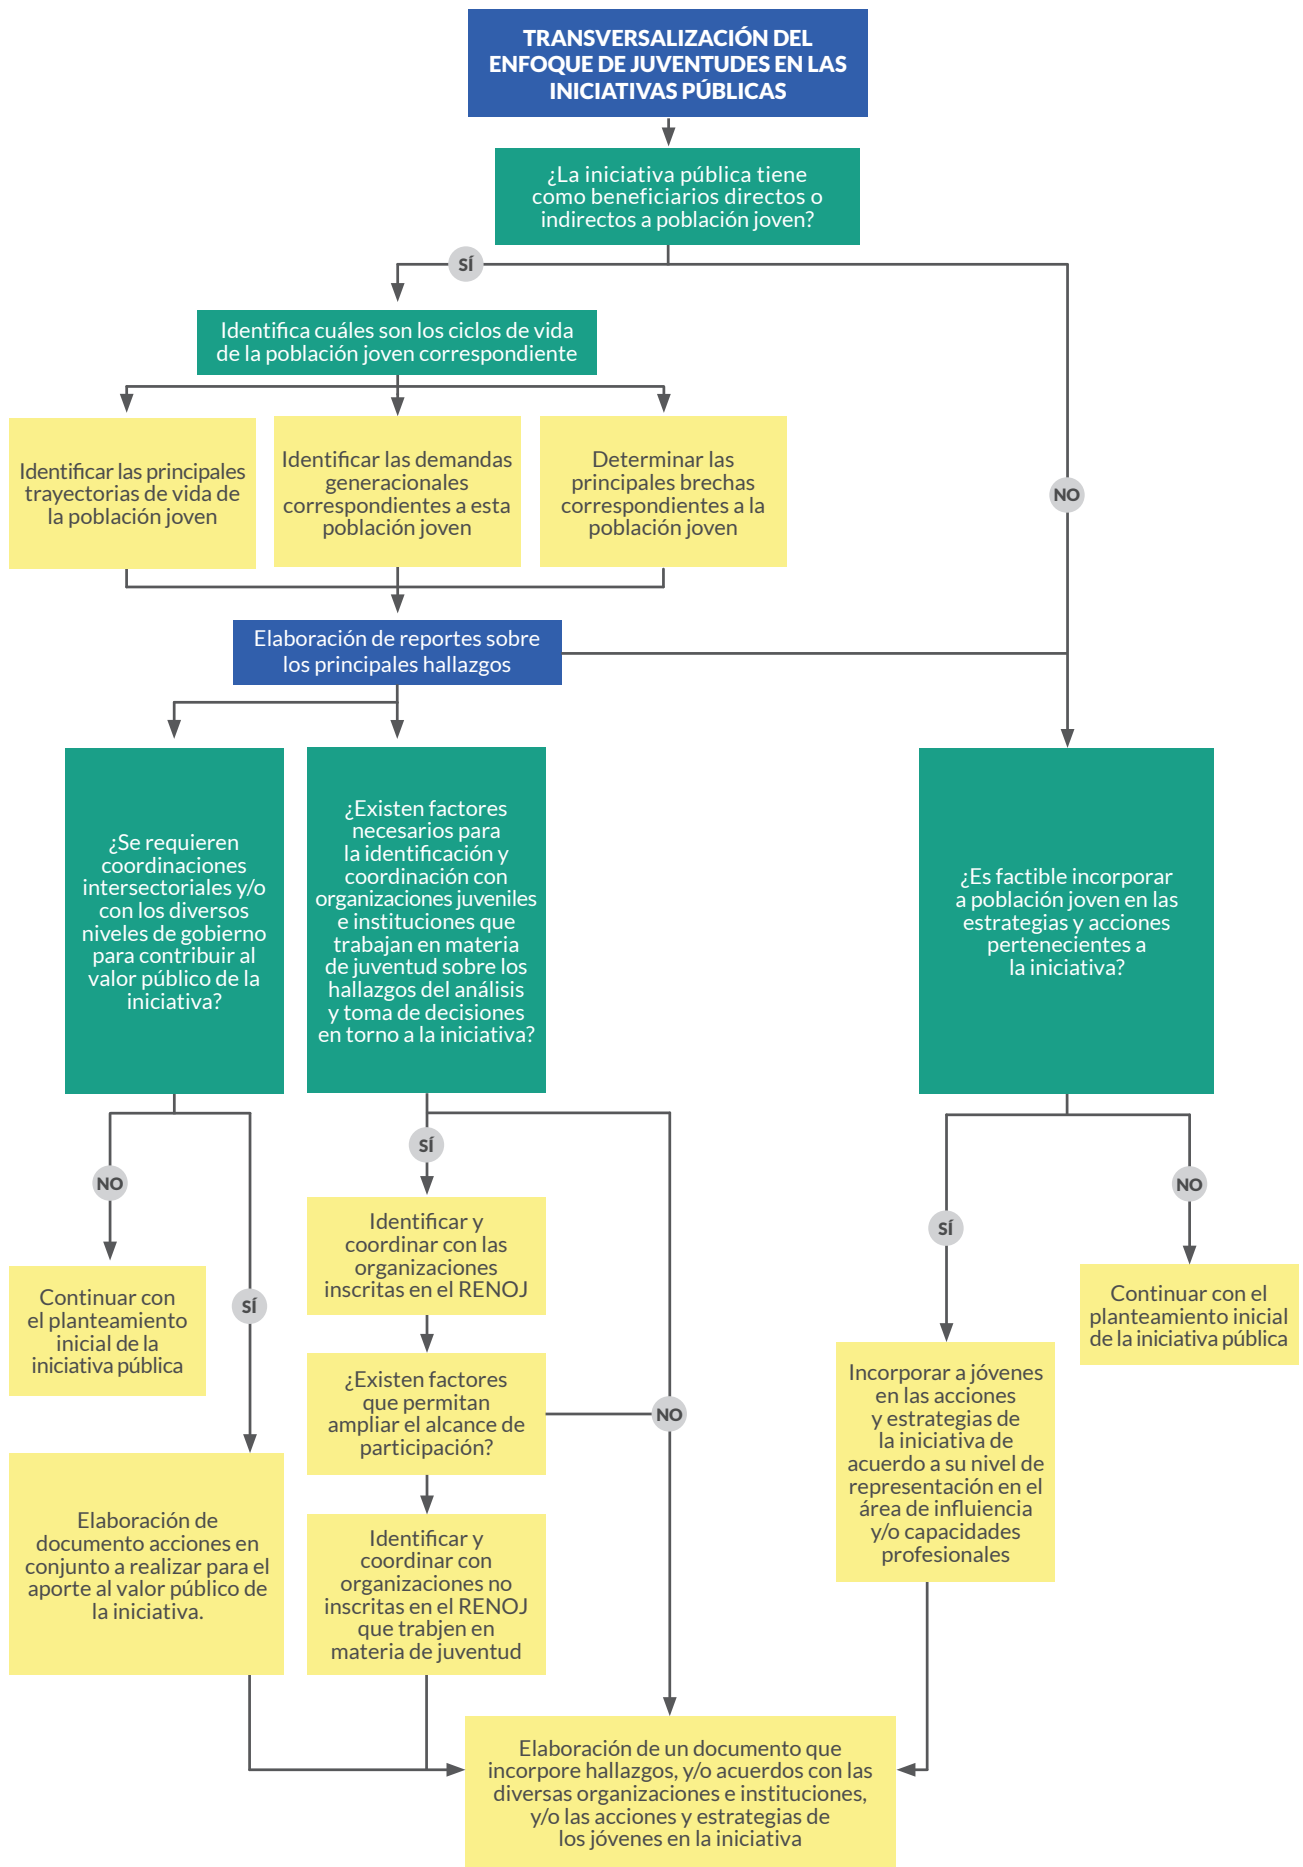 TRANSVERSALIZACIÓN DEL
ENFOQUE DE JUVENTUDES EN LAS
INICIATIVAS PÚBLICAS
¿La iniciativa pública tiene
como beneficiarios directos o
indirectos a población joven?
SÍ
Identifica cuáles son los ciclos de vida
de la población joven correspondiente
Identificar las principales
trayectorias de vida de
la población joven
Identificar las demandas
generacionales
correspondientes a esta
población joven
Determinar las
principales brechas
correspondientes a la
población joven
NO
Elaboración de reportes sobre
los principales hallazgos
¿Se requieren
coordinaciones
intersectoriales y/o
con los diversos
niveles de gobierno
para contribuir al
valor público de la
iniciativa?
¿Existen factores
necesarios para
la identificación y
coordinación con
organizaciones juveniles
e instituciones que
trabajan en materia
de juventud sobre los
hallazgos del análisis
y toma de decisiones
en torno a la iniciativa?
¿Es factible incorporar
a población joven en las
estrategias y acciones
pertenecientes a
la iniciativa?
NO
Continuar con
el planteamiento
inicial de la
iniciativa pública
SÍ
Elaboración de
documento acciones en
conjunto a realizar para el
aporte al valor público de
la iniciativa.
SÍ
Identificar y
coordinar con las
organizaciones
inscritas en el RENOJ
¿Existen factores
que permitan
ampliar el alcance de
participación?
NO
Identificar y
coordinar con
organizaciones no
inscritas en el RENOJ
que trabjen en
materia de juventud
SÍ
Incorporar a jóvenes
en las acciones
y estrategias de
la iniciativa de
acuerdo a su nivel de
representación en el
área de influiencia
y/o capacidades
profesionales
NO
Continuar con el
planteamiento inicial
de la iniciativa pública
Elaboración de un documento que
incorpore hallazgos, y/o acuerdos con las
diversas organizaciones e instituciones,
y/o las acciones y estrategias de
los jóvenes en la iniciativa